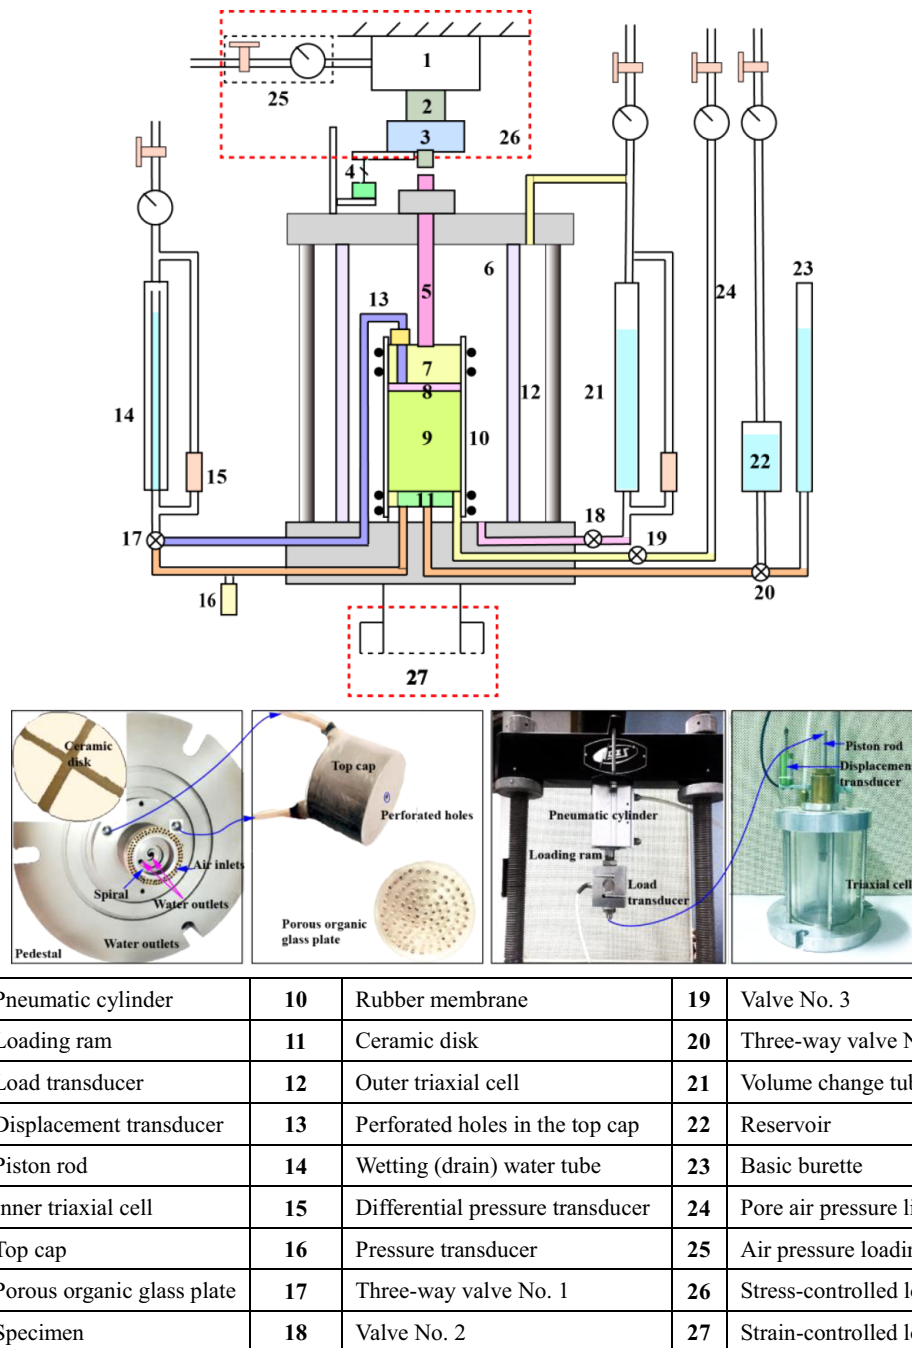 1
25
2
3
26
4
6
23
5
24
13
7
8
12
21
14
9
10
22
15
11
18
17
19
16
20
27
Ceramic
disk
Air inlets
Spiral
Water outlets
Water outlets
Pedestal
Top cap
Perforated holes
Porous organic
glass plate
Pneumatic cylinder
Loading ram
Load
transducer
Piston rod
Displacement
transducer
Triaxial cell
Pneumatic cylinder 10 Rubber membrane 19 Valve No. 3
Loading ram 11 Ceramic disk 20 Three-way valve
Load transducer 12 Outer triaxial cell 21 Volume change
Displacement transducer 13 Perforated holes in the top cap 22 Reservoir
Piston rod 14 Wetting (drain) water tube 23 Basic burette
Inner triaxial cell 15 Differential pressure transducer 24 Pore air pressure
Top cap 16 Pressure transducer 25 Air pressure
Porous organic glass plate 17 Three-way valve No. 1 26 Stress-controlled
Specimen 18 Valve No. 2 27 Strain-controlled